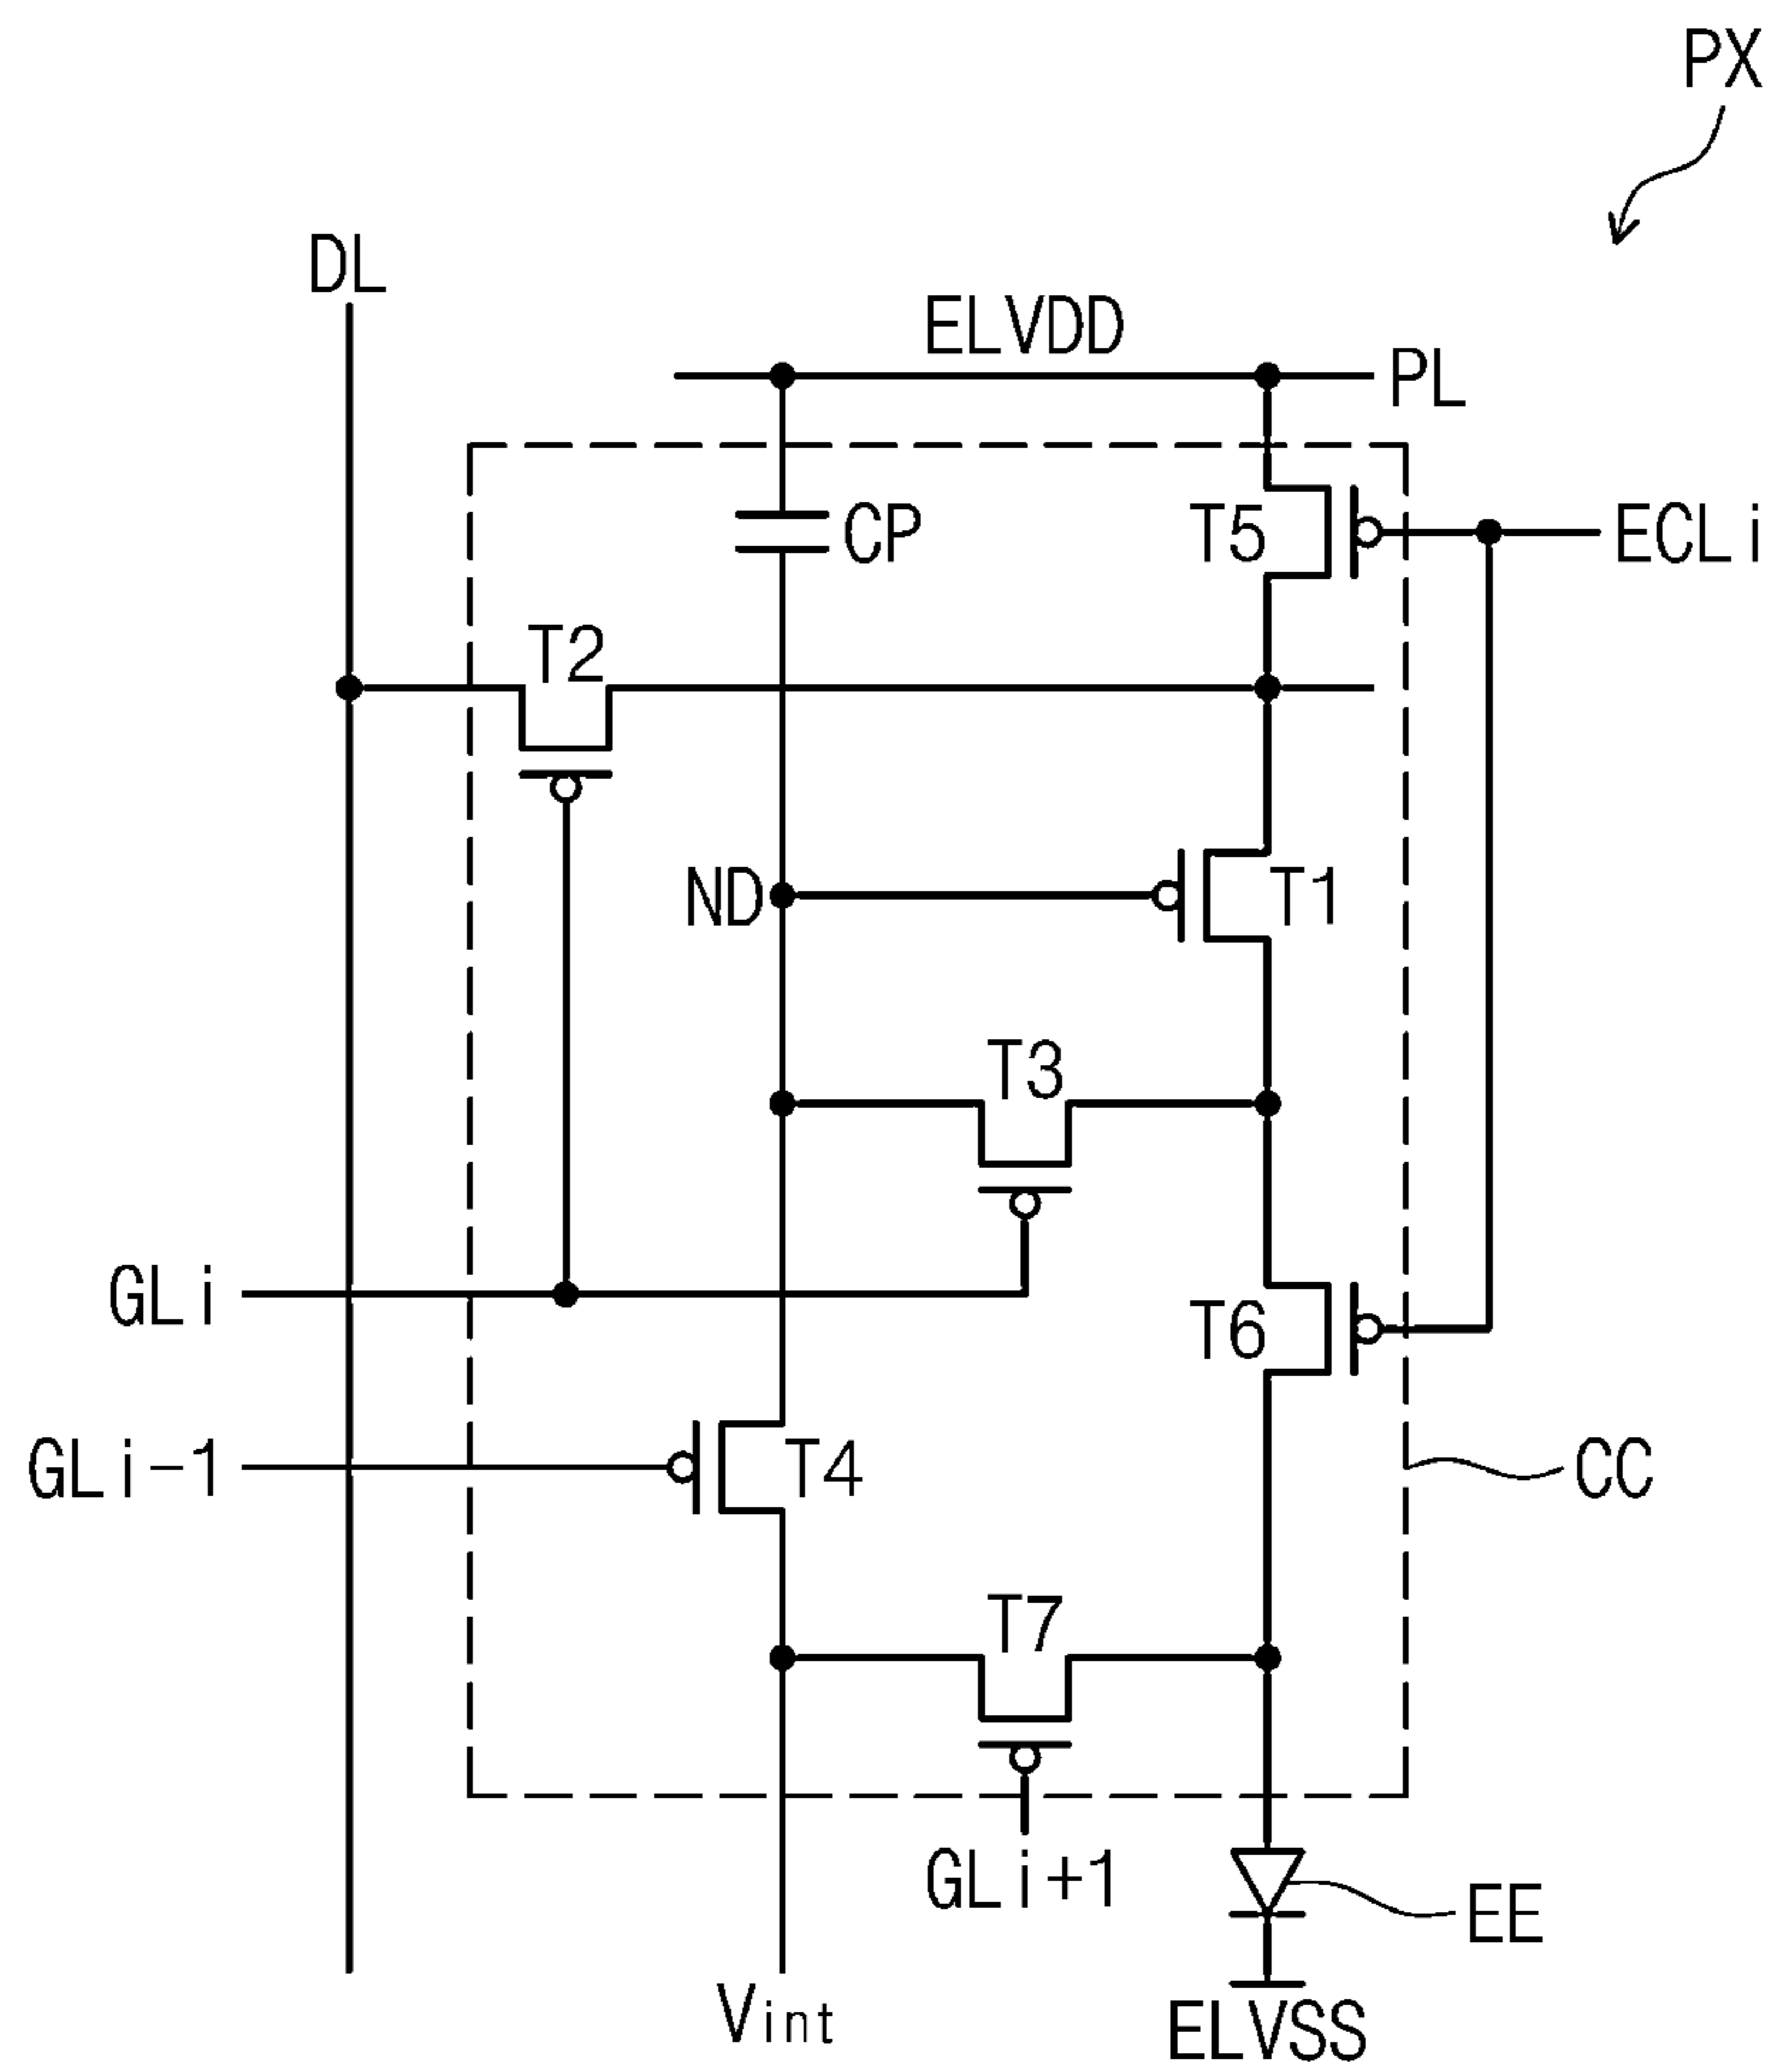 PX
DL
ELVDD
PL
CP
T5
ECLi
T2
ND
T1
T3
GLi
T6
GLi-1
T4
CC
T7
GLi+1
EE
Vint
ELVSS